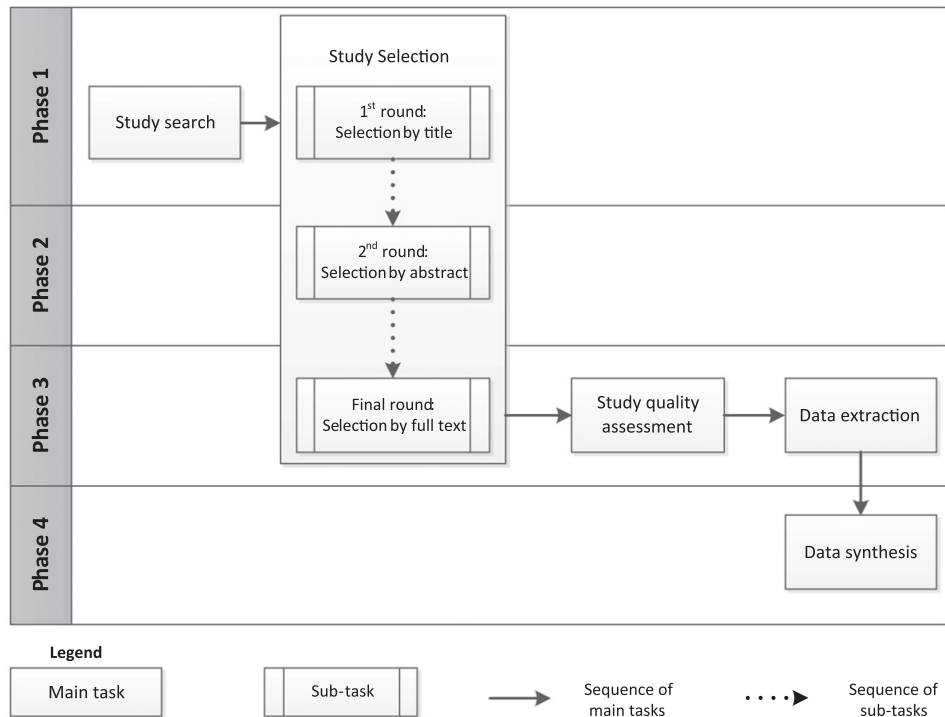 Phase 1
Study search
Study Selection
1st round:
Selection by title
Phase 2
2nd round:
Selection by abstract
Phase 3
Final round:
Selection by full text
Study quality
assessment
Data extraction
Phase 4
Data synthesis
Legend
Main task
Sub-task
Sequence of
main tasks
Sequence of
sub-tasks